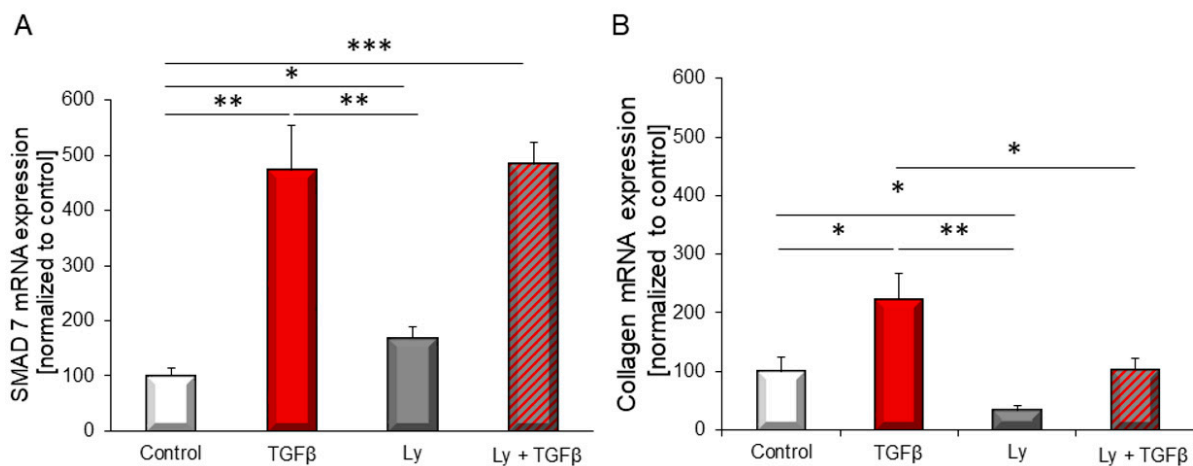 A
SMAD 7 mRNA expression
[normalized to control]
600
500
400
300
200
100
0
***
*
**
**
Control
TGFβ
Ly
Ly + TGFβ
B
Collagen mRNA expression
[normalized to control]
600
500
400
300
200
100
0
*
*
*
**
Control
TGFβ
Ly
Ly + TGFβ